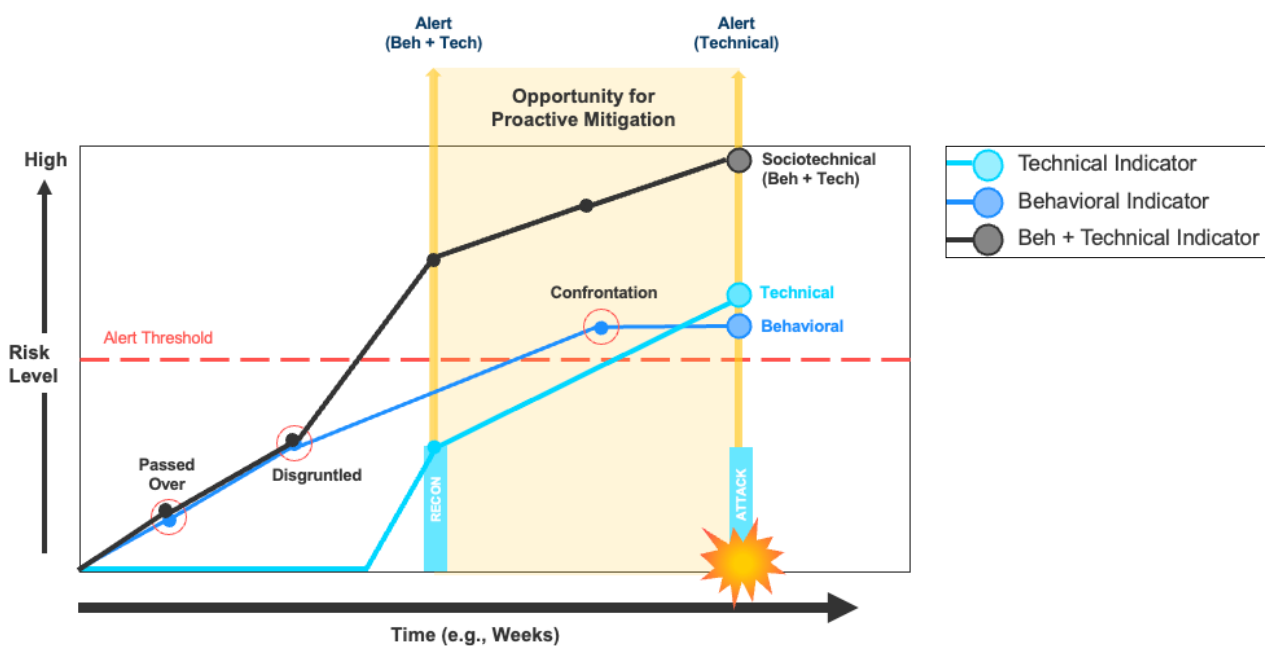 Alert
(Beh + Tech)
Alert
(Technical)
Opportunity for
Proactive Mitigation
High
Sociotechnical
(Beh + Tech)
Technical Indicator
Behavioral Indicator
Beh + Technical Indicator
Confrontation
Technical
Behavioral
Alert Threshold
Risk
Level
Passed
Over
Disgruntled
RECON
ATTACK
Time (e.g., Weeks)